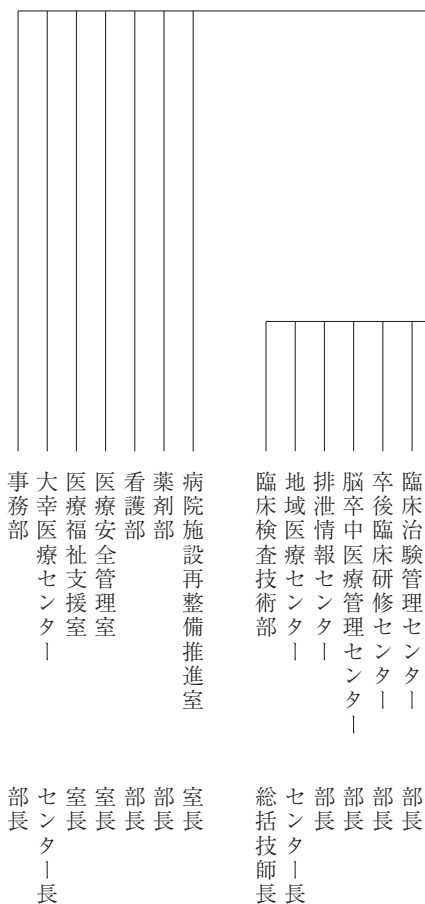 臨床治験管理センター　部長
卒後臨床研修センター　部長
脳卒中医療管理センター　部長
排泄情報センター　部長
地域医療センター　センター長
臨床検査技術部　総括技師長
病院施設再整備推進室　室長
薬剤部　部長
看護部　部長
医療安全管理室　室長
医療福祉支援室　室長
大幸医療センター　センター長
事務部　部長